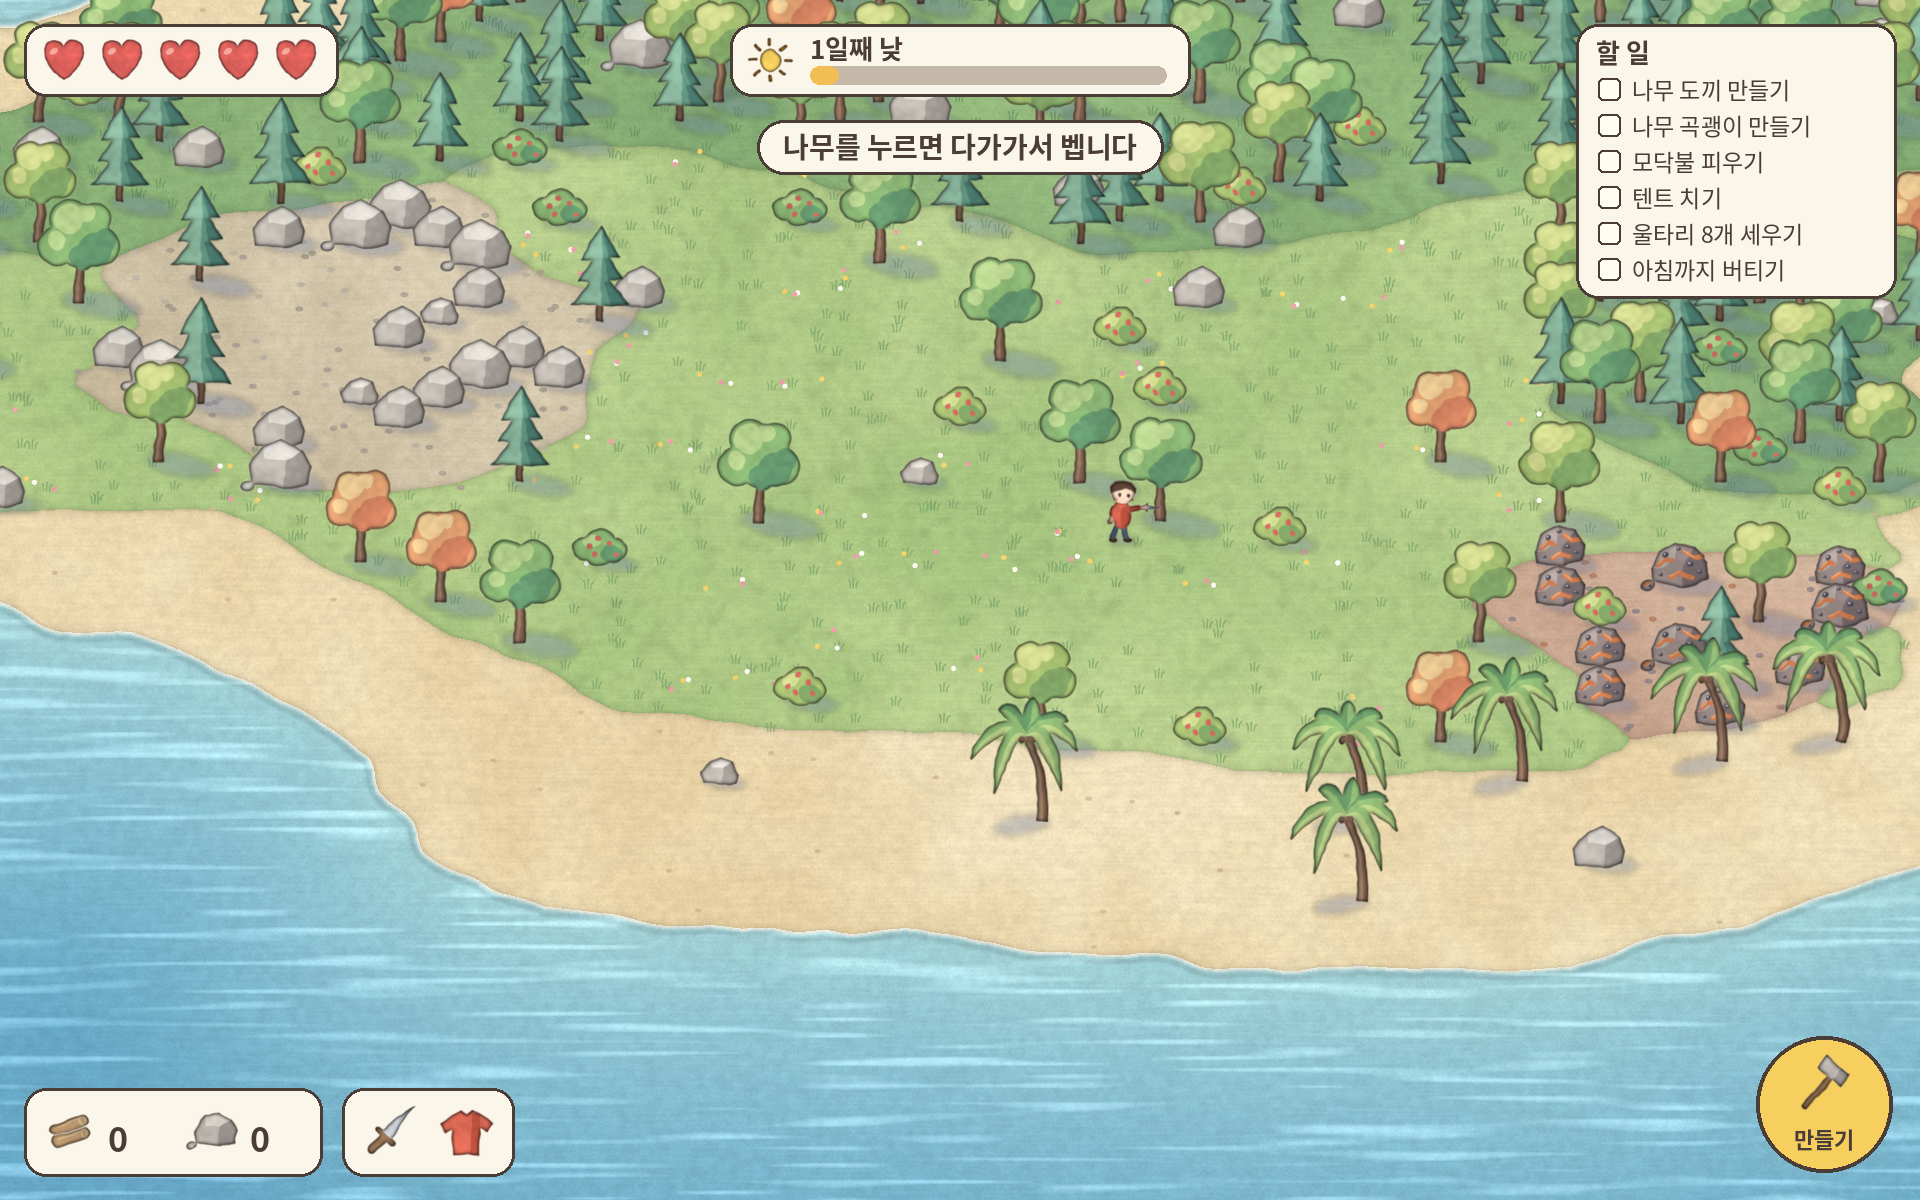 1일째 낮
나무를 누르면 다가가서 벱니다
할 일
나무 도끼 만들기
나무 곡괭이 만들기
모닥불 피우기
텐트 치기
울타리 8개 세우기
아침까지 버티기
0
0
만들기